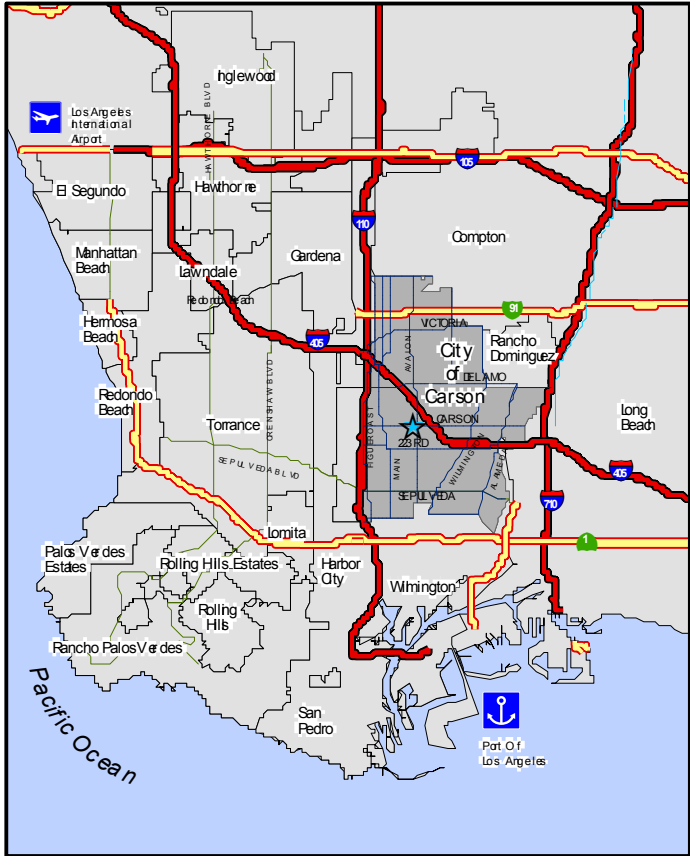 Inglewood
HAWTHORNE BLVD
Los Angeles
International
Airport
105
El Segundo
Hawthorne
110
Compton
Manhattan
Beach
Gardena
Lawndale
Redondo Beach
91
Hermosa
Beach
VICTORIA
405
AVALON
City
of
Carson
Rancho
Dominguez
DEL AMO
Redondo
Beach
CRENSHAW BLVD
Torrance
FIGUEROA ST
CARSON
223RD
Long
Beach
SEPULVEDA BLVD
MAIN
WILMINGTON
ALAMEDA
405
SEPULVEDA
710
Lomita
1
Palos Verdes
Estates
Rolling Hills Estates
Harbor
City
Wilmington
Rolling
Hills
Rancho Palos Verdes
Pacific Ocean
San
Pedro
Port Of
Los Angeles